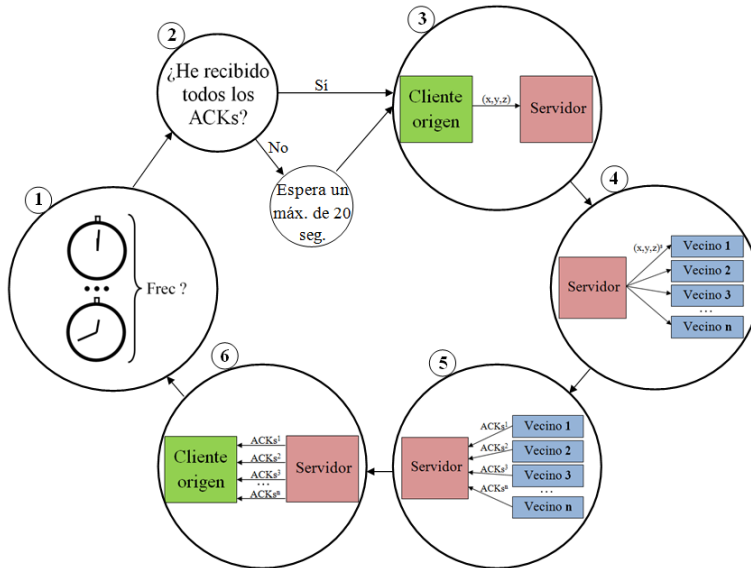 1
Frec ?
...
2
¿He recibido
todos los
ACKs?
Sí
No
Espera un
máx. de 20
seg.
3
Cliente
origen
(x,y,z)
Servidor
4
Servidor
(x,y,z)ª
Vecino 1
Vecino 2
Vecino 3
...
Vecino n
5
Servidor
ACKs¹
ACKs²
ACKs³
ACKsⁿ
Vecino 1
Vecino 2
Vecino 3
...
Vecino n
6
Cliente
origen
ACKs¹
ACKs²
ACKs³
...
ACKsⁿ
Servidor